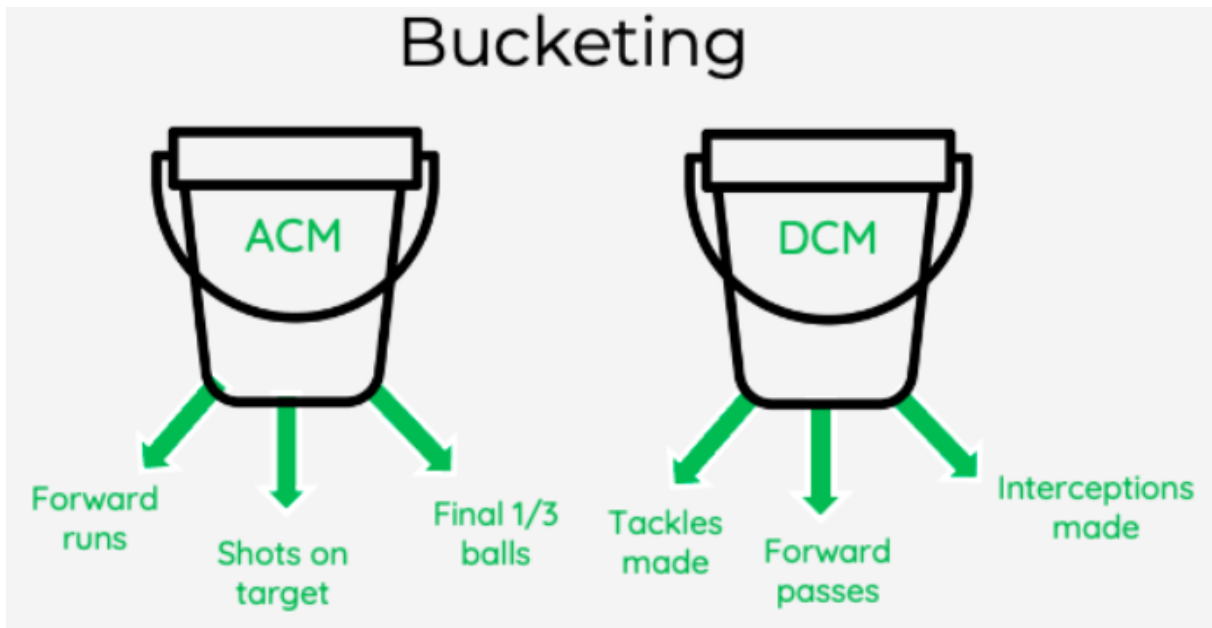 Bucketing
ACM
DCM
Forward
runs
Shots on
target
Final 1/3
balls
Tackles
made
Forward
passes
Interceptions
made